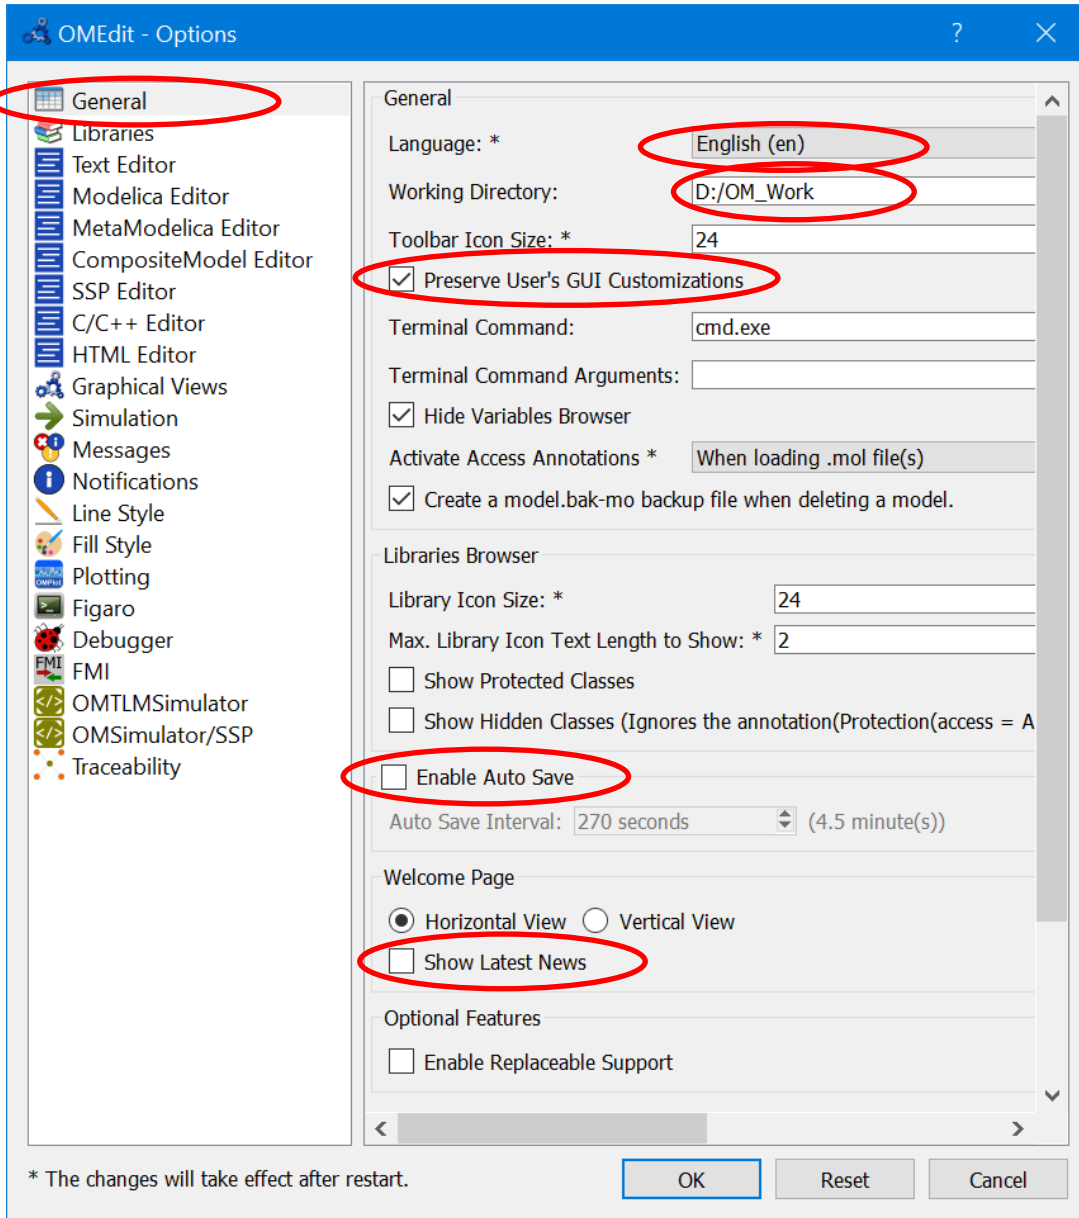 OMEdit - Options
?
General
Libraries
Text Editor
Modelica Editor
MetaModelica Editor
CompositeModel Editor
SSP Editor
C/C++ Editor
HTML Editor
Graphical Views
Simulation
Messages
Notifications
Line Style
Fill Style
OMPlot
Plotting
Figaro
Debugger
FMI
FMI
OMTLMSimulator
OMSimulator/SSP
Traceability
General
Language: * English (en)
Working Directory: D:/OM_Work
Toolbar Icon Size: * 24
Preserve User's GUI Customizations
Terminal Command: cmd.exe
Terminal Command Arguments:
Hide Variables Browser
Activate Access Annotations * When loading .mol file(s)
Create a model.bak-mo backup file when deleting a model.
Libraries Browser
Library Icon Size: * 24
Max. Library Icon Text Length to Show: * 2
Show Protected Classes
Show Hidden Classes (Ignores the annotation(Protection(access = A
Enable Auto Save
Auto Save Interval: 270 seconds (4.5 minute(s))
Welcome Page
Horizontal View Vertical View
Show Latest News
Optional Features
Enable Replaceable Support
* The changes will take effect after restart.
OK Reset Cancel